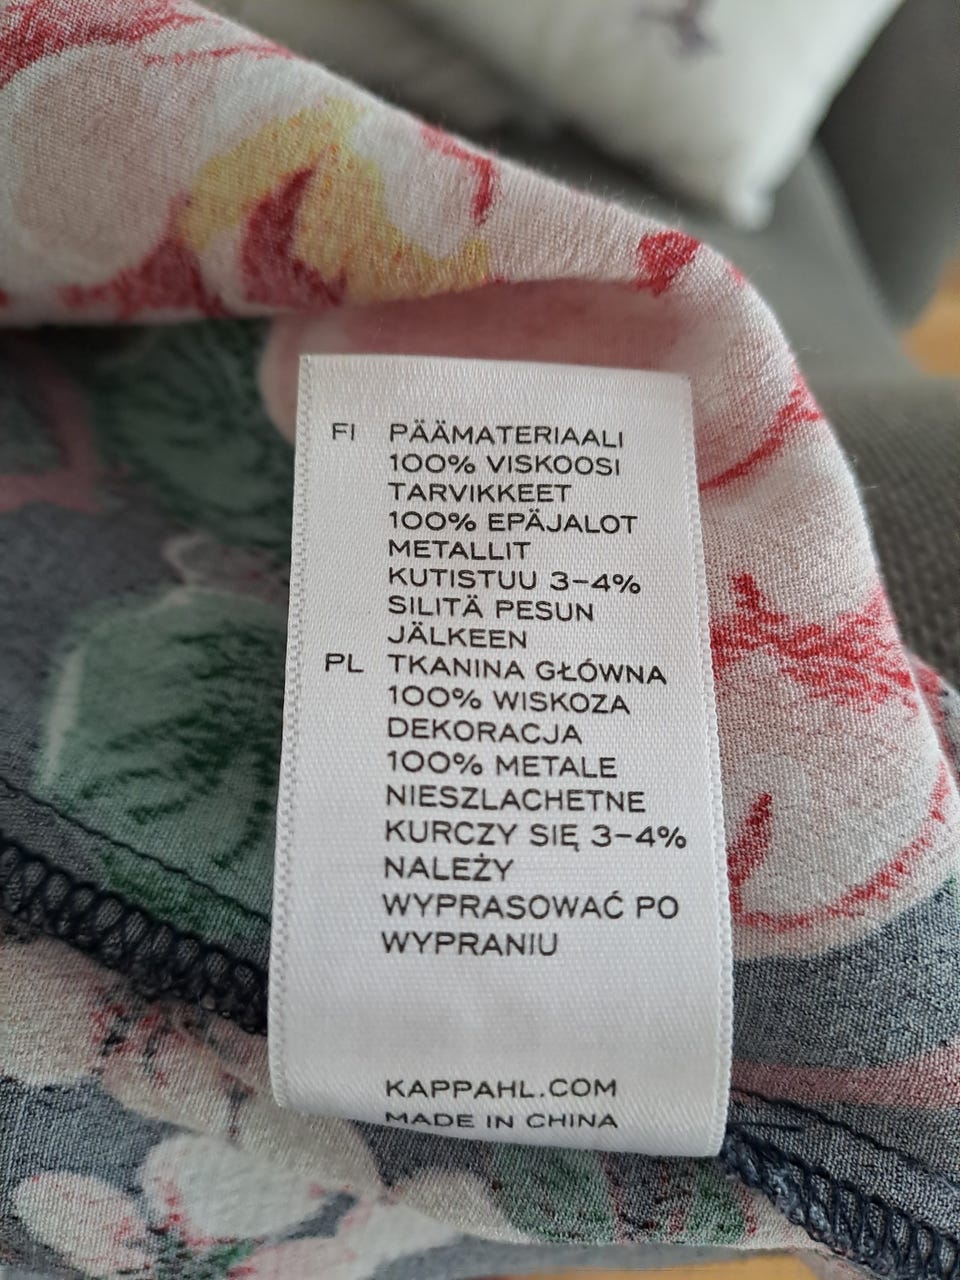 FI PÄÄMATERIAALI
100% VISKOOSI
TARVIKKEET
100% EPÄJALOT
METALLIT
KUTISTUU 3-4%
SILITÄ PESUN
JÄLKEEN
PL TKANINA GŁÓWNA
100% WISKOZA
DEKORACJA
100% METALE
NIESZLACHETNE
KURCZY SIĘ 3-4%
NALEŻY
WYPRASOWAĆ PO
WYPRANIU
KAPPAHL.COM
MADE IN CHINA